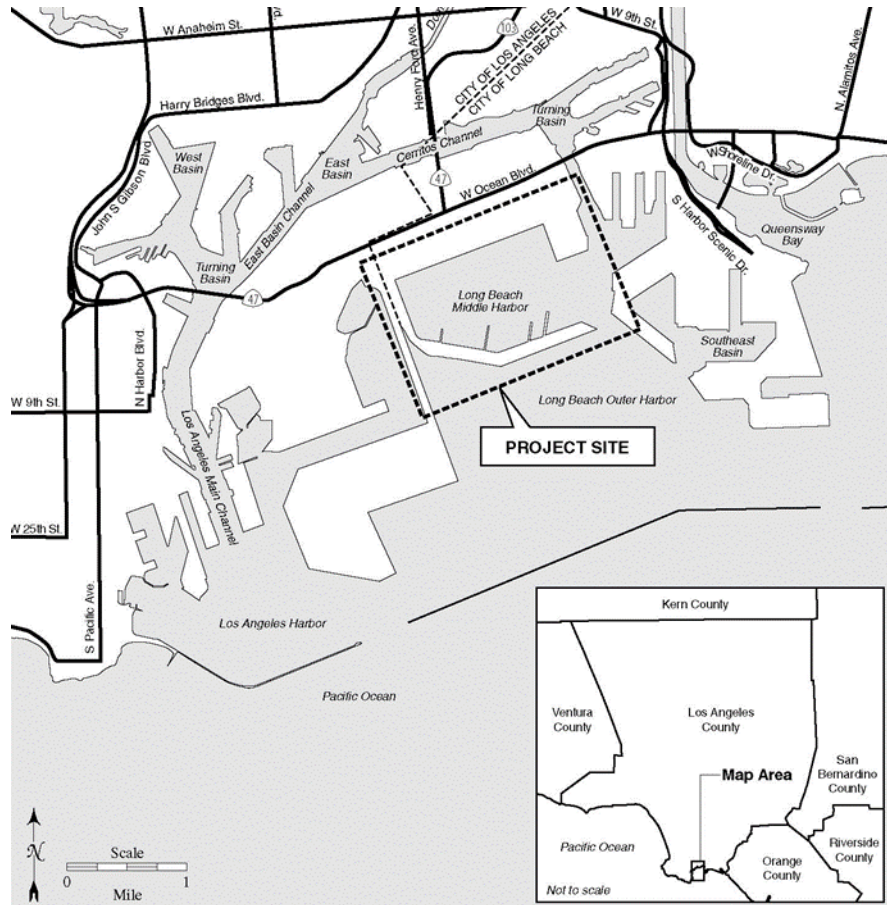 W Anaheim St.
Henry Ford Ave.
103
CITY OF LOS ANGELES
CITY OF LONG BEACH
W 9th St.
N. Alamitos Ave.
Harry Bridges Blvd.
John S Gibson Blvd.
West
Basin
East
Basin
Cerritos Channel
Turning
Basin
47
W Ocean Blvd.
W Shoreline Dr.
S Harbor Scenic Dr.
Queensway
Bay
East Basin Channel
Turning
Basin
47
Long Beach
Middle Harbor
Southeast
Basin
N Harbor Blvd.
W 9th St.
Long Beach Outer Harbor
PROJECT SITE
Los Angeles Main Channel
W 25th St.
S Pacific Ave.
Los Angeles Harbor
Pacific Ocean
Kern County
Ventura
County
Los Angeles
County
San
Bernardino
County
Map Area
Pacific Ocean
Orange
County
Riverside
County
Not to scale
N
Scale
0
1
Mile